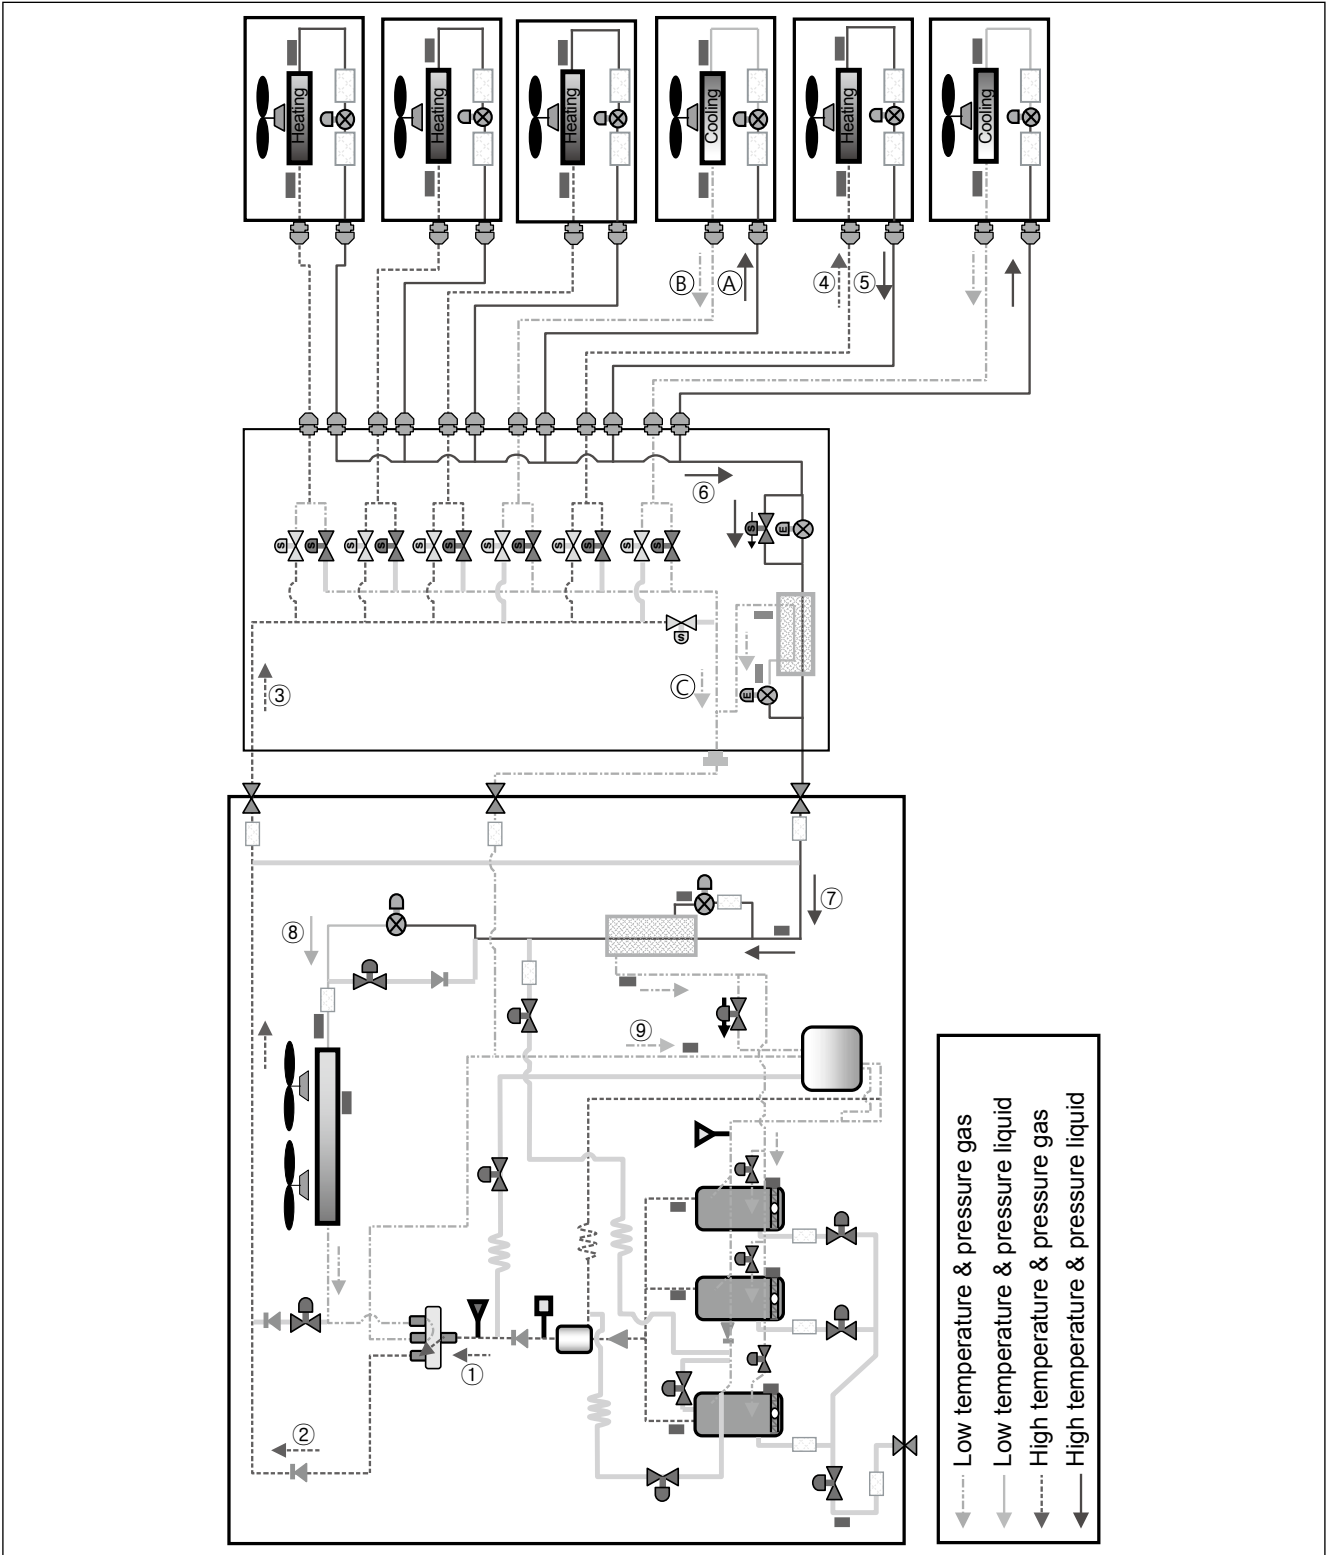 Heating
Heating
Heating
Cooling
Heating
Cooling
Ⓑ
Ⓐ
④
⑤
⑥
S
E
S
S
S
S
S
S
S
S
S
S
S
S
S
③
Ⓒ
E
⑦
⑧
⑨
①
②
Low temperature & pressure gas
Low temperature & pressure liquid
High temperature & pressure gas
High temperature & pressure liquid